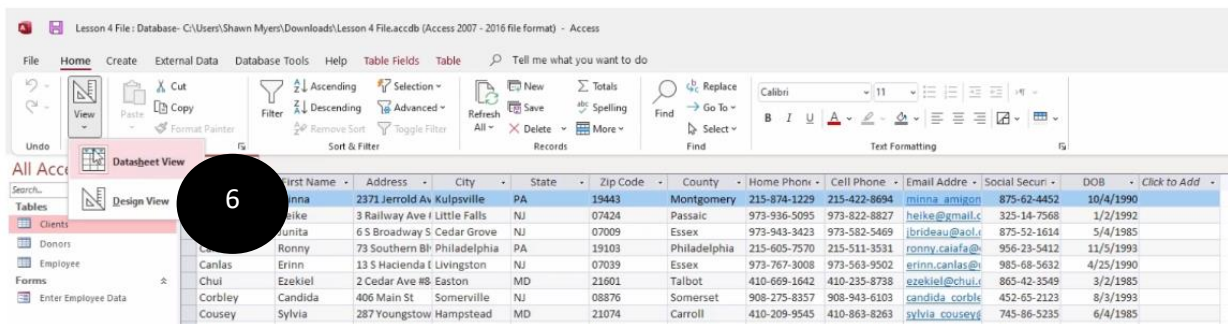 Lesson 4 File : Database- C:\Users\Shawn Myers\Downloads\Lesson 4 File.accdb (Access 2007 - 2016 file format) - Access
File Home Create External Data Database Tools Help Table Fields Table Tell me what you want to do
View
Paste
Cut
Copy
Format Painter
Filter
Ascending
Descending
Remove Sort
Selection
Advanced
Toggle Filter
Refresh
All
New
Save
Delete
Totals
Spelling
More
Find
Replace
Go To
Select
Calibri 11
B I U A
Undo Sort & Filter Records Find Text Formatting
Datasheet View
Design View
6
All Acce
Search..
Tables
Clients
Donors
Employee
Forms
Enter Employee Data
First Name Address City State Zip Code County Home Phone Cell Phone Email Addre Social Securi DOB Click to Add
inna 2371 Jerrold Av Kulpsville PA 19443 Montgomery 215-874-1229 215-422-8694 minna_amigon 875-62-4452 10/4/1990
eike 3 Railway Ave Little Falls NJ 07424 Passaic 973-936-5095 973-822-8827 heike@gmail.c 325-14-7568 1/2/1992
unita 6 S Broadway S Cedar Grove NJ 07009 Essex 973-943-3423 973-582-5469 jbrideau@aol.c 875-52-1614 5/4/1985
Ca Ronny 73 Southern Bl Philadelphia PA 19103 Philadelphia 215-605-7570 215-511-3531 ronny.caiafa@ 956-23-5412 11/5/1993
Canlas Erinn 13 S Hacienda Livingston NJ 07039 Essex 973-767-3008 973-563-9502 erinn.canlas@ 985-68-5632 4/25/1990
Chui Ezekiel 2 Cedar Ave #8- Easton MD 21601 Talbot 410-669-1642 410-235-8738 ezekiel@chui.c 865-42-3549 3/2/1985
Corbley Candida 406 Main St Somerville NJ 08876 Somerset 908-275-8357 908-943-6103 candida_corble 452-65-2123 8/3/1993
Cousey Sylvia 287 Youngstow Hampstead MD 21074 Carroll 410-209-9545 410-863-8263 sylvia_cousey@ 745-86-5235 6/4/1985